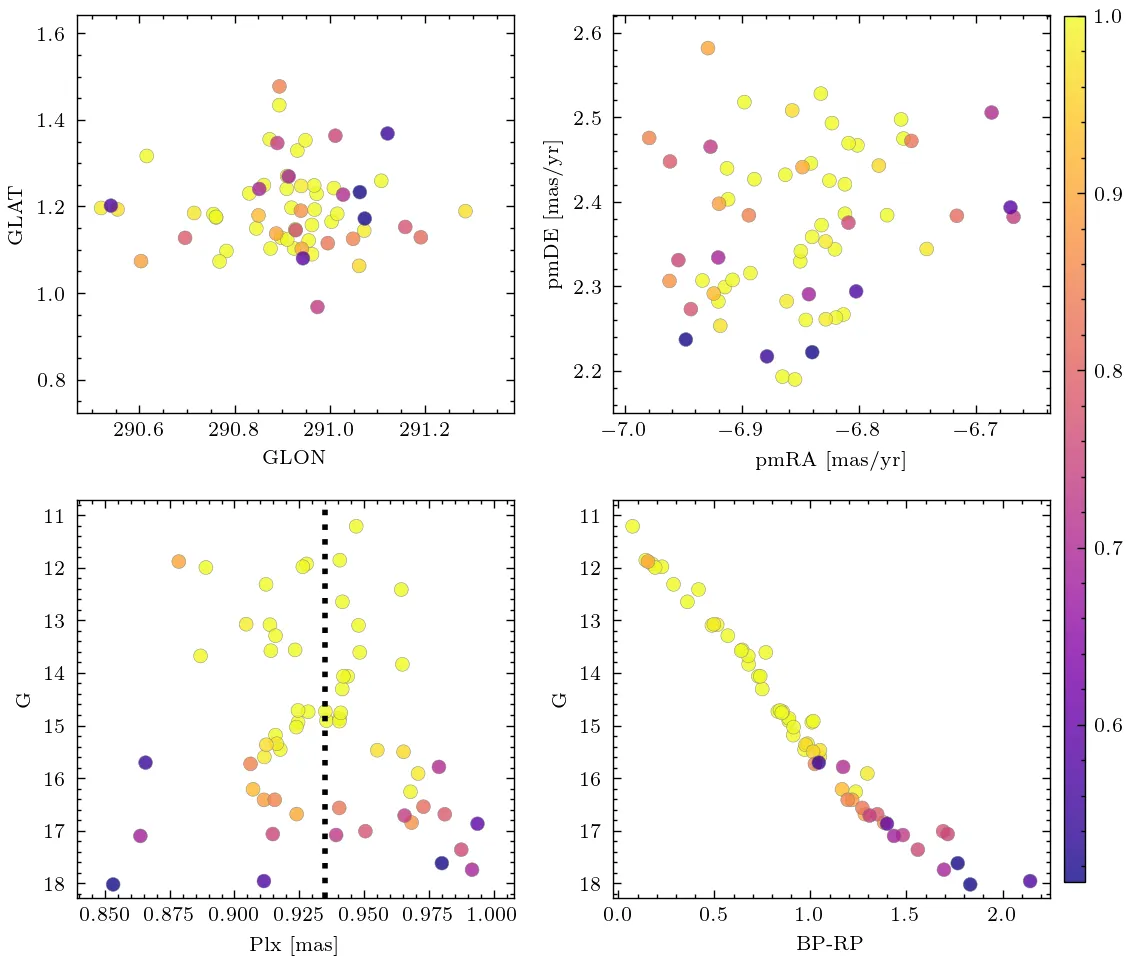 1.6
1.4
1.2
1.0
0.8
GLAT
290.6 290.8 291.0 291.2
GLON
2.6
2.5
2.4
2.3
2.2
pmDE [mas/yr]
−7.0 −6.9 −6.8 −6.7
pmRA [mas/yr]
1.0
0.9
0.8
0.7
0.6
11
12
13
14
15
16
17
18
G
0.850 0.875 0.900 0.925 0.950 0.975 1.000
Plx [mas]
11
12
13
14
15
16
17
18
G
0.0 0.5 1.0 1.5 2.0
BP-RP